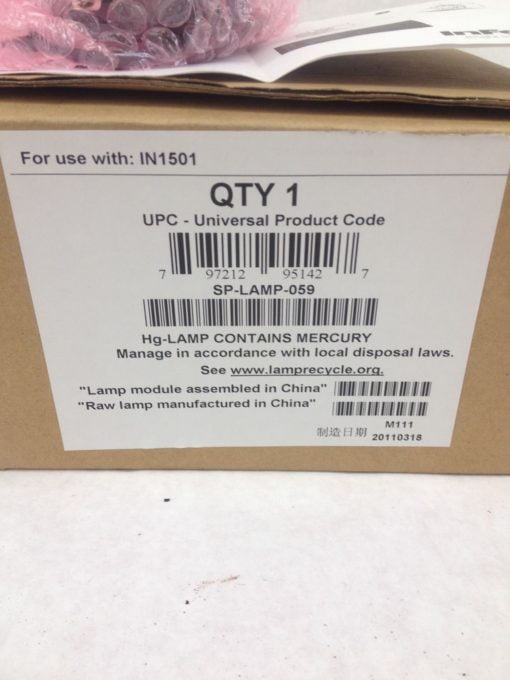 For use with: IN1501
QTY 1
UPC - Universal Product Code
7 97212 95142 7
SP-LAMP-059
Hg-LAMP CONTAINS MERCURY
Manage in accordance with local disposal laws.
See www.lamprecycle.org.
"Lamp module assembled in China"
"Raw lamp manufactured in China"
M111
制造日期 20110318